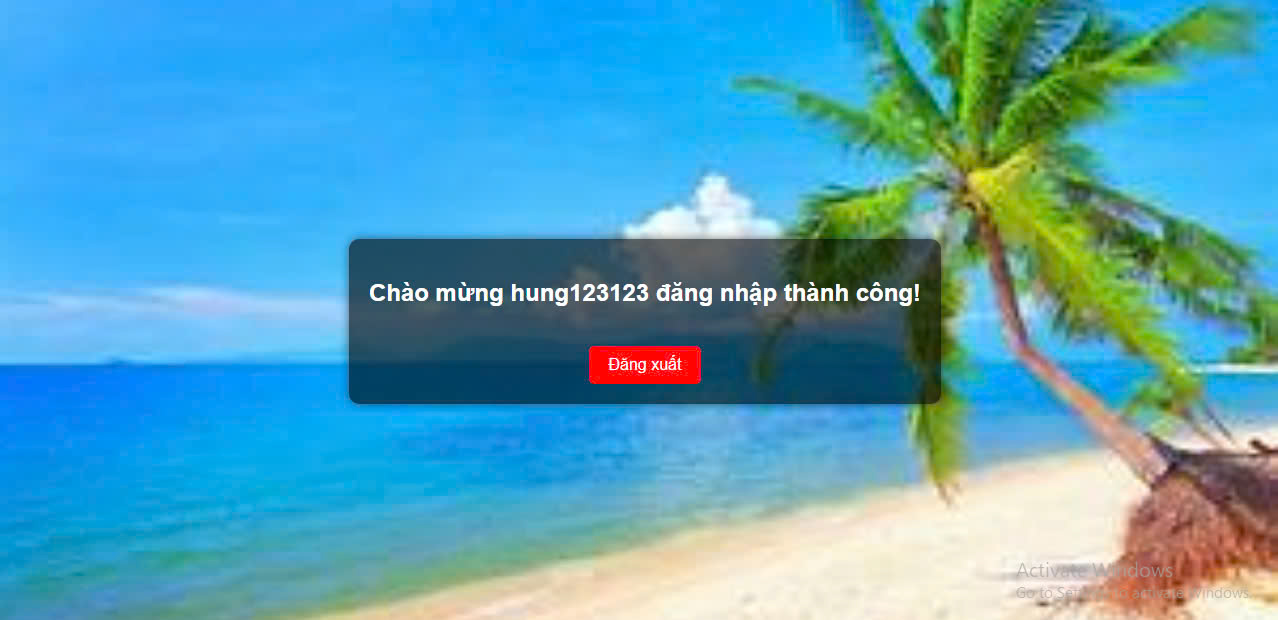 Chào mừng hung123123 đăng nhập thành công!
Đăng xuất
Activate Windows
Go to Settings to activate Windows.